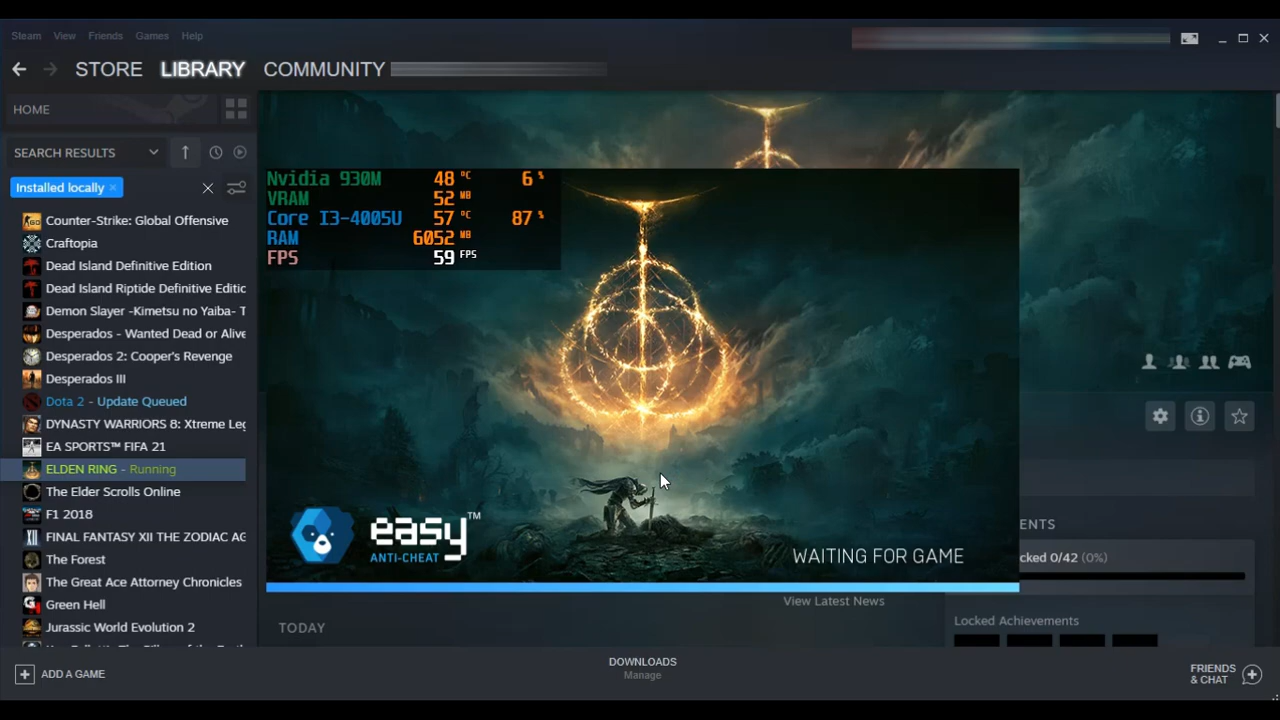 Steam View Friends Games Help
STORE LIBRARY COMMUNITY
HOME
SEARCH RESULTS
Installed locally ×
Counter-Strike: Global Offensive
Craftopia
Dead Island Definitive Edition
Dead Island Riptide Definitive Editic
Demon Slayer -Kimetsu no Yaiba- T
Desperados - Wanted Dead or Alive
Desperados 2: Cooper's Revenge
Desperados III
Dota 2 - Update Queued
DYNASTY WARRIORS 8: Xtreme Leg
EA SPORTS™ FIFA 21
ELDEN RING - Running
The Elder Scrolls Online
F1 2018
FINAL FANTASY XII THE ZODIAC AG
The Forest
The Great Ace Attorney Chronicles
Green Hell
Jurassic World Evolution 2
ADD A GAME
Nvidia 930M 48 °C 6 %
VRAM 52 MB
Core I3-4005U 57 °C 87 %
RAM 6052 MB
FPS 59 FPS
easy™
ANTI-CHEAT
WAITING FOR GAME
ENTS
cked 0/42 (0%)
View Latest News
Locked Achievements
TODAY
DOWNLOADS
Manage
FRIENDS
& CHAT